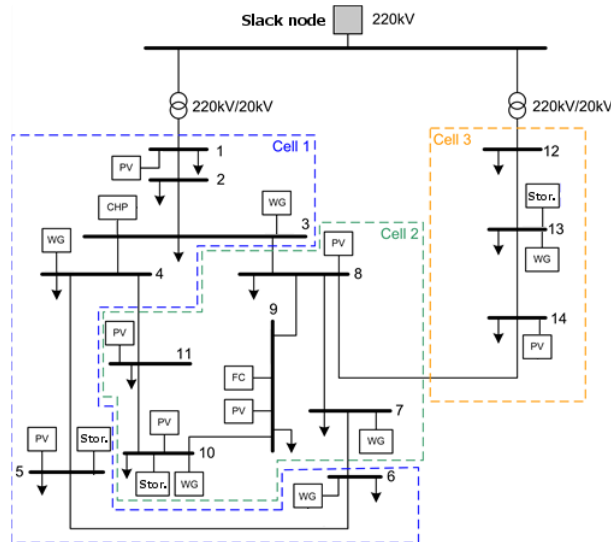 Slack node 220kV
220kV/20kV 220kV/20kV
Cell 1 Cell 3
1 12
PV
2
Stor.
CHP WG
3 Cell 2 13
WG PV WG
4 8
9 14
PV PV
11
FC
PV
7
PV PV WG
Stor. 10
5 Stor. WG 6
WG